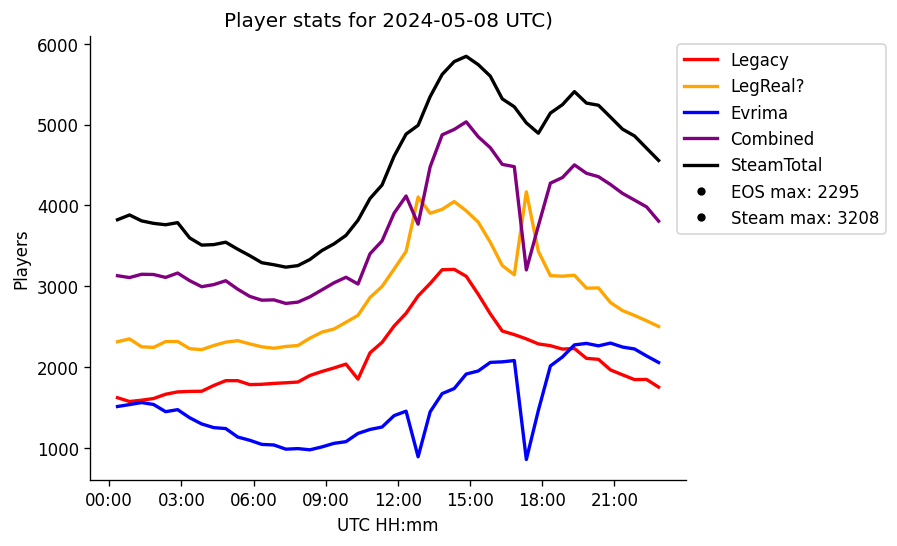 Player stats for 2024-05-08 UTC)
6000
5000
4000
3000
2000
1000
Players
00:00 03:00 06:00 09:00 12:00 15:00 18:00 21:00
UTC HH:mm
Legacy
LegReal?
Evrima
Combined
SteamTotal
EOS max: 2295
Steam max: 3208